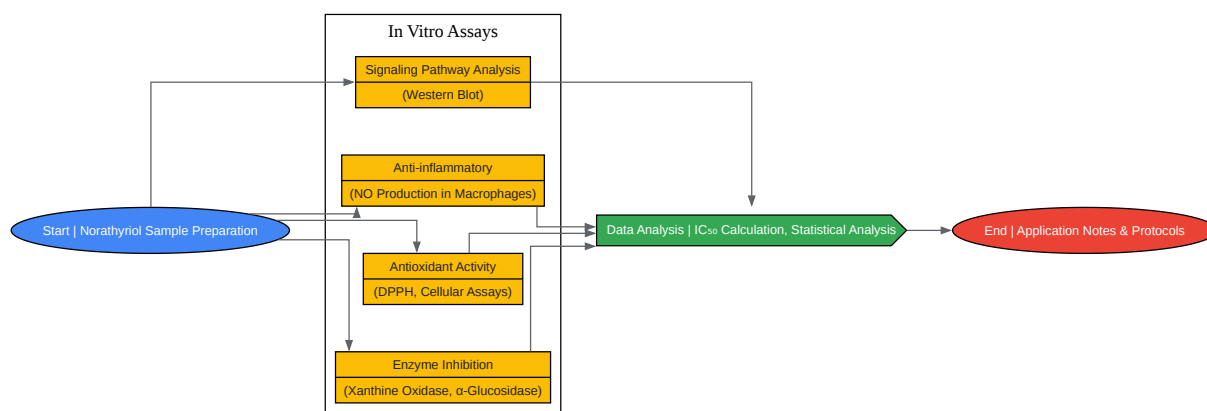 In Vitro Assays
Signaling Pathway Analysis
(Western Blot)
Anti-inflammatory
(NO Production in Macrophages)
Start | Norathyriol Sample Preparation
Data Analysis | IC₅₀ Calculation, Statistical Analysis
End | Application Notes & Protocols
Antioxidant Activity
(DPPH, Cellular Assays)
Enzyme Inhibition
(Xanthine Oxidase, α-Glucosidase)